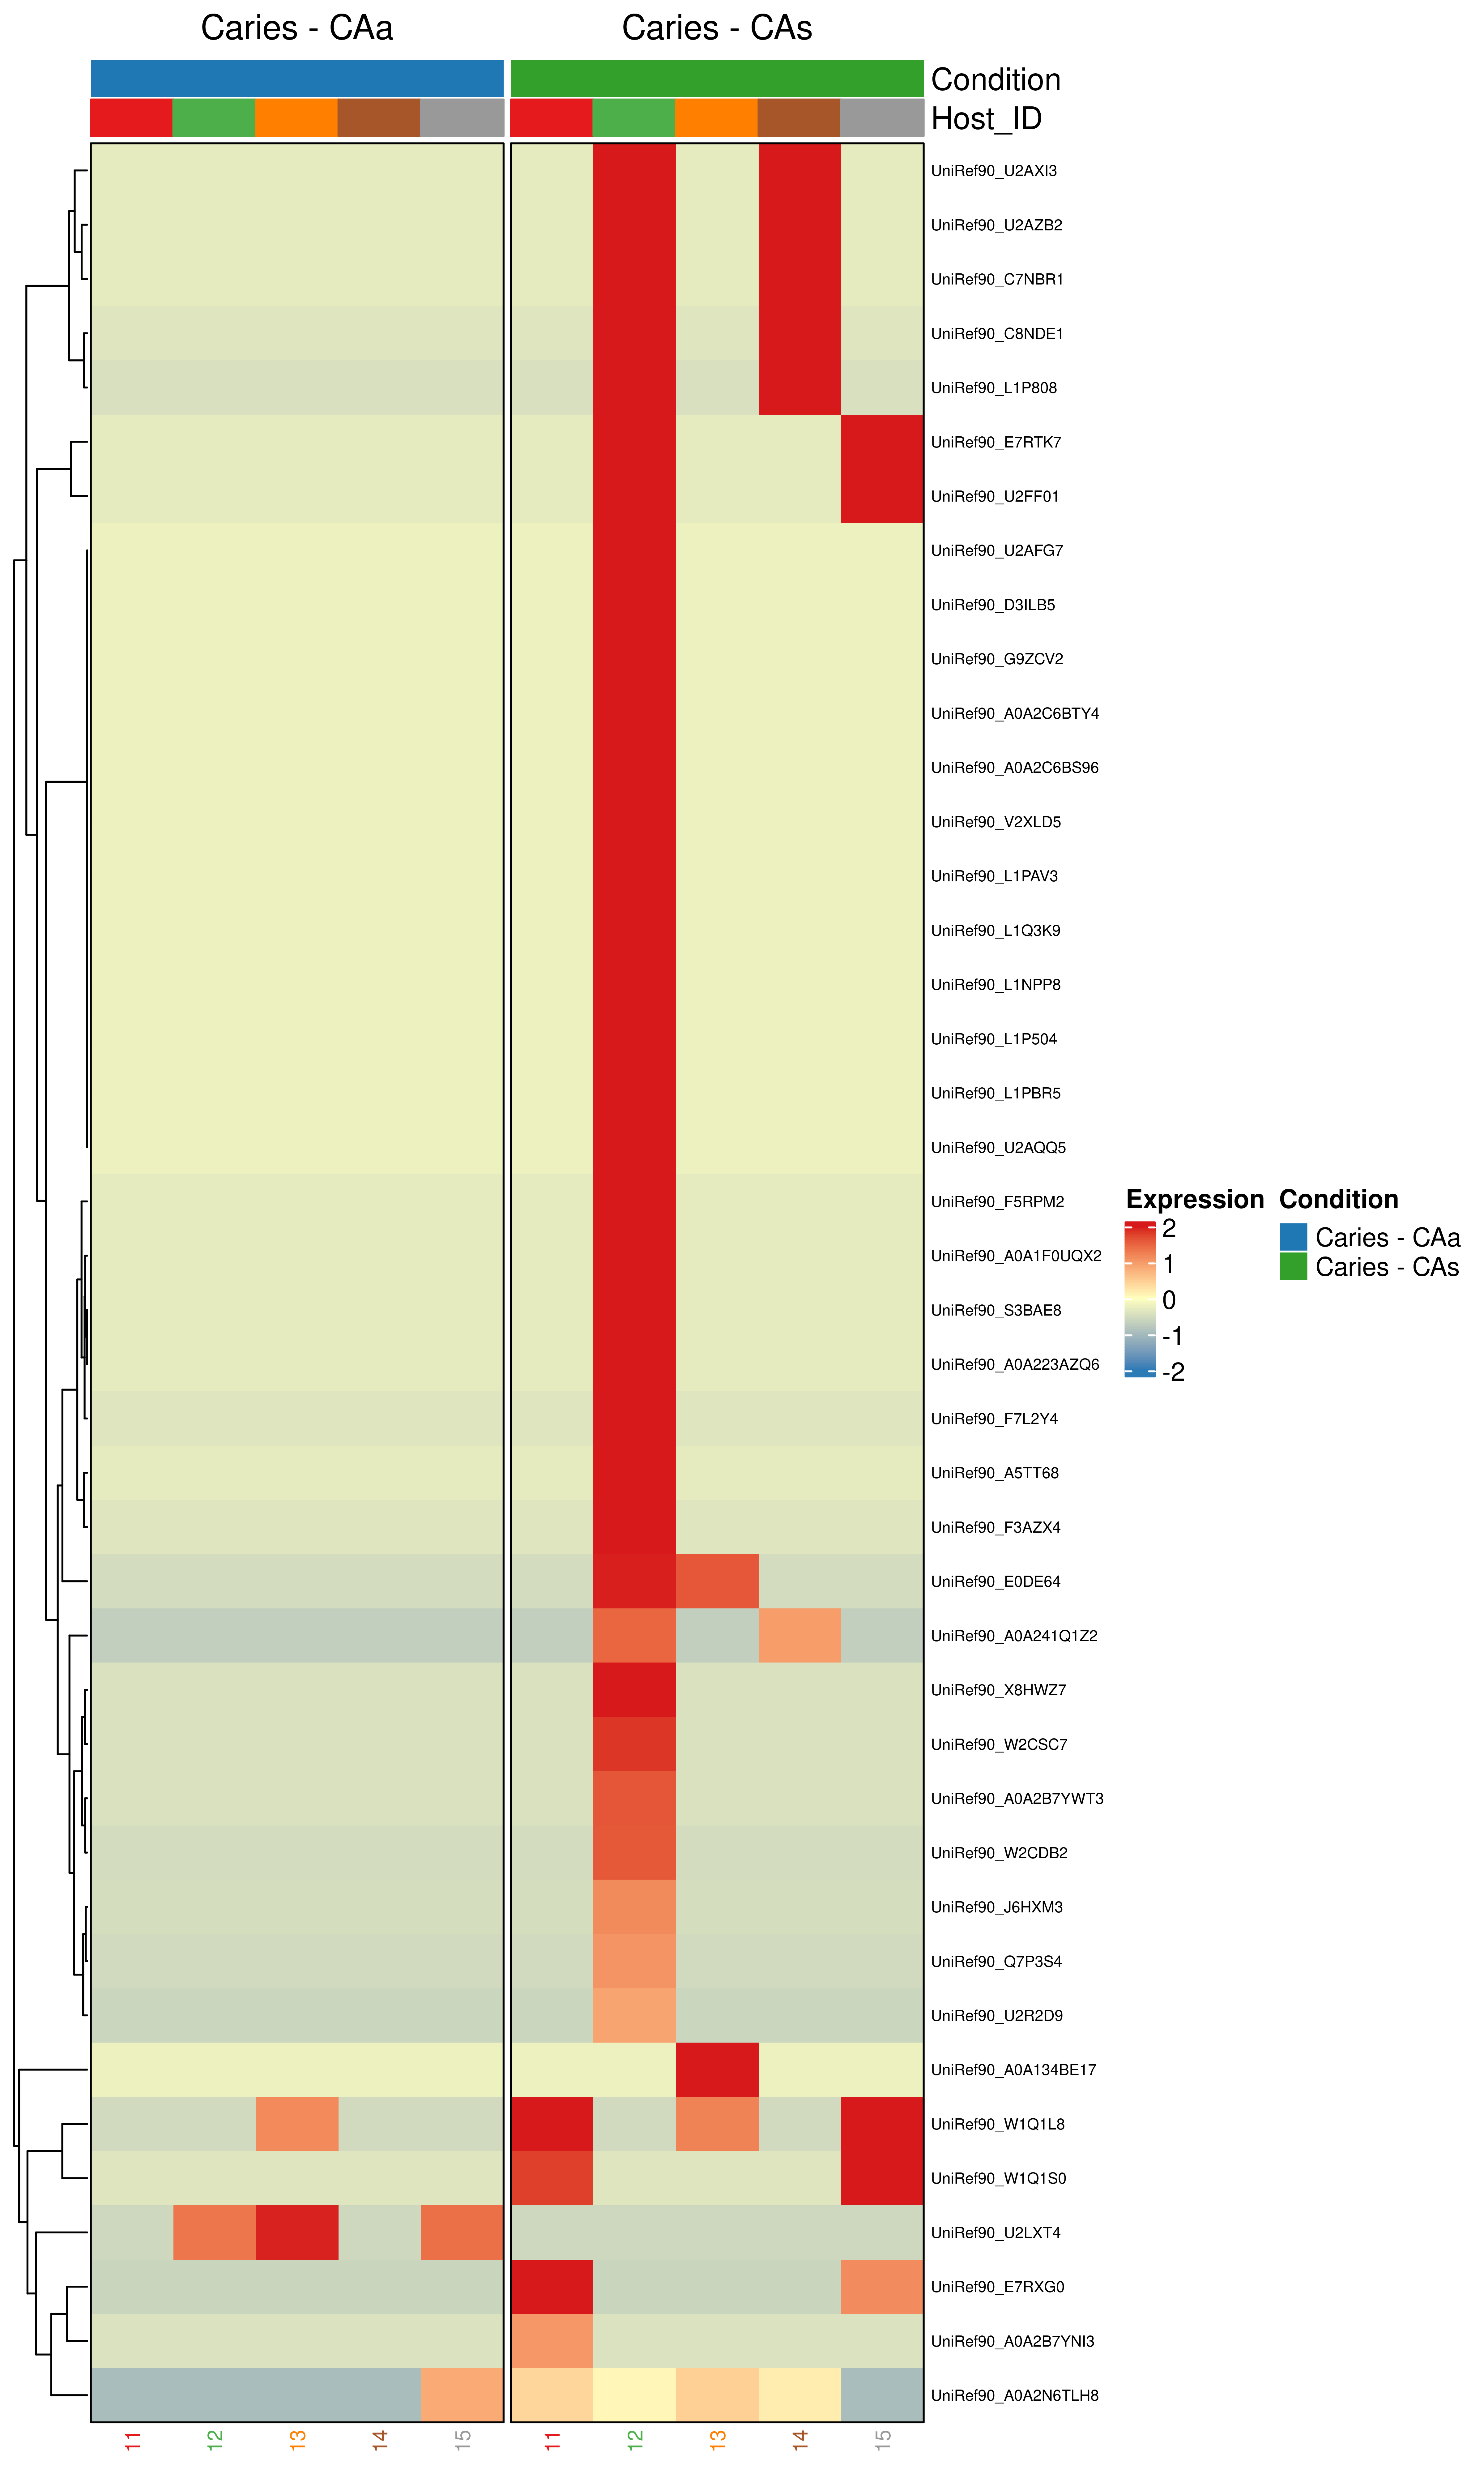 Caries - CAa
Caries - CAs
Condition
Host_ID
UniRef90_U2AXI3
UniRef90_U2AZB2
UniRef90_C7NBR1
UniRef90_C8NDE1
UniRef90_L1P808
UniRef90_E7RTK7
UniRef90_U2FF01
UniRef90_U2AFG7
UniRef90_D3ILB5
UniRef90_G9ZCV2
UniRef90_A0A2C6BTY4
UniRef90_A0A2C6BS96
UniRef90_V2XLD5
UniRef90_L1PAV3
UniRef90_L1Q3K9
UniRef90_L1NPP8
UniRef90_L1P504
UniRef90_L1PBR5
UniRef90_U2AQQ5
UniRef90_F5RPM2
UniRef90_A0A1F0UQX2
UniRef90_S3BAE8
UniRef90_A0A223AZQ6
UniRef90_F7L2Y4
UniRef90_A5TT68
UniRef90_F3AZX4
UniRef90_E0DE64
UniRef90_A0A241Q1Z2
UniRef90_X8HWZ7
UniRef90_W2CSC7
UniRef90_A0A2B7YWT3
UniRef90_W2CDB2
UniRef90_J6HXM3
UniRef90_Q7P3S4
UniRef90_U2R2D9
UniRef90_A0A134BE17
UniRef90_W1Q1L8
UniRef90_W1Q1S0
UniRef90_U2LXT4
UniRef90_E7RXG0
UniRef90_A0A2B7YNI3
UniRef90_A0A2N6TLH8
11 12 13 14 15 11 12 13 14 15
Expression
2
1
0
-1
-2
Condition
Caries - CAa
Caries - CAs